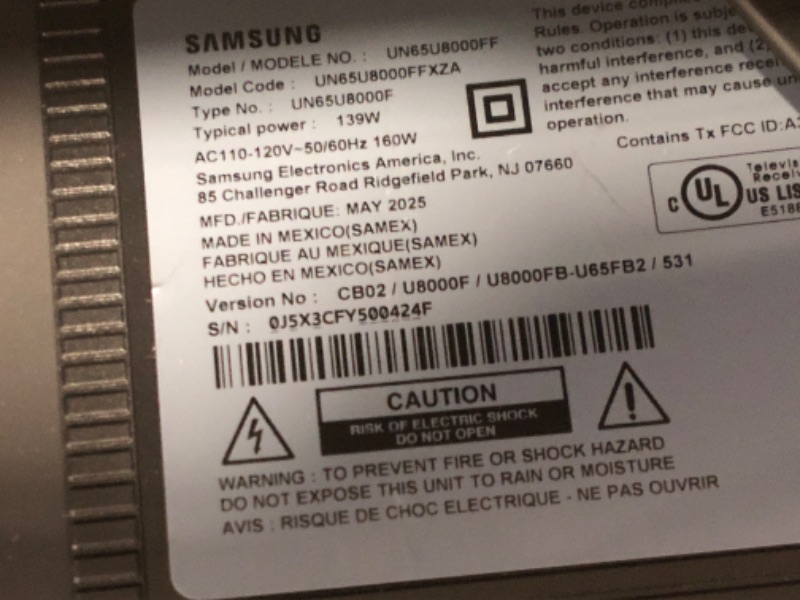 SAMSUNG
Model / MODELE NO. : UN65U8000FF
Model Code : UN65U8000FFXZA
Type No. : UN65U8000F
Typical power : 139W
AC110-120V~50/60Hz 160W
Samsung Electronics America, Inc.
85 Challenger Road Ridgefield Park, NJ 07660
MFD./FABRIQUE: MAY 2025
MADE IN MEXICO(SAMEX)
FABRIQUE AU MEXIQUE(SAMEX)
HECHO EN MEXICO(SAMEX)
Version No : CB02 / U8000F / U8000FB-U65FB2 / 531
S/N : 0J5X3CFY500424F
CAUTION
RISK OF ELECTRIC SHOCK
DO NOT OPEN
WARNING : TO PREVENT FIRE OR SHOCK HAZARD
DO NOT EXPOSE THIS UNIT TO RAIN OR MOISTURE
AVIS : RISQUE DE CHOC ELECTRIQUE - NE PAS OUVRIR
This device
Rules. Operation is
two conditions: (1) this
harmful interference, and (2)
accept any interference
interference that may cause
operation.
Contains Tx FCC ID:
C UL US